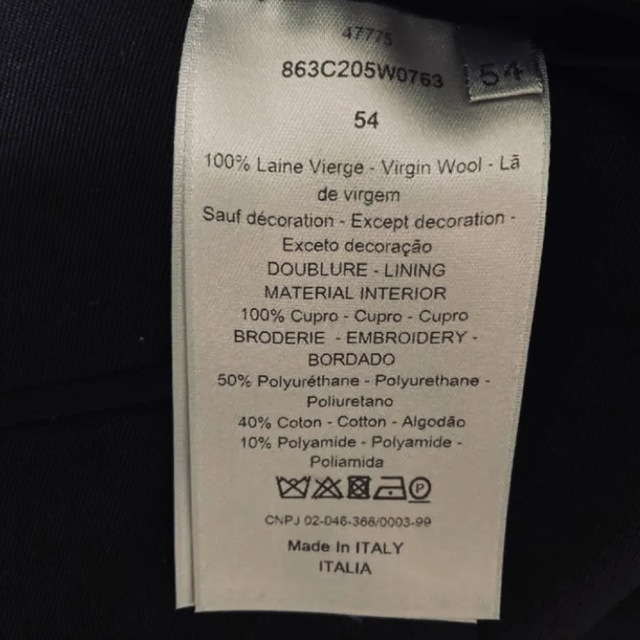 47775
863C205W0763
54
54
100% Laine Vierge - Virgin Wool - Lã
de virgem
Sauf décoration - Except decoration -
Exceto decoração
DOUBLURE - LINING
MATERIAL INTERIOR
100% Cupro - Cupro - Cupro
BRODERIE - EMBROIDERY -
BORDADO
50% Polyuréthane - Polyurethane -
Poliuretano
40% Coton - Cotton - Algodão
10% Polyamide - Polyamide -
Poliamida
P
CNPJ 02-046-366/0003-99
Made In ITALY
ITALIA